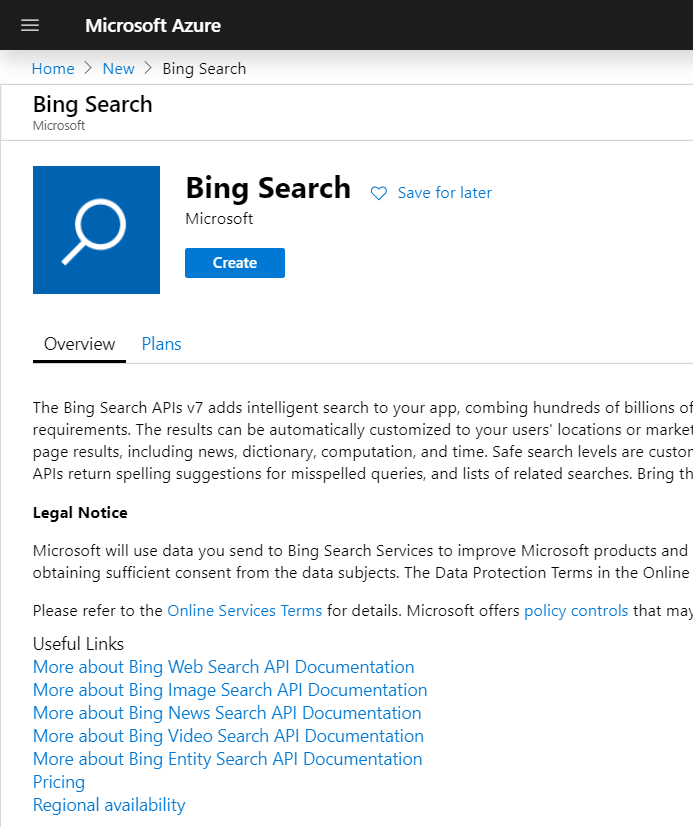 Microsoft Azure
Home > New > Bing Search
Bing Search
Microsoft
Bing Search
Save for later
Microsoft
Create
Overview Plans
The Bing Search APIs v7 adds intelligent search to your app, combing hundreds of billions of
requirements. The results can be automatically customized to your users' locations or market
page results, including news, dictionary, computation, and time. Safe search levels are custom
APIs return spelling suggestions for misspelled queries, and lists of related searches. Bring th
Legal Notice
Microsoft will use data you send to Bing Search Services to improve Microsoft products and
obtaining sufficient consent from the data subjects. The Data Protection Terms in the Online
Please refer to the Online Services Terms for details. Microsoft offers policy controls that may
Useful Links
More about Bing Web Search API Documentation
More about Bing Image Search API Documentation
More about Bing News Search API Documentation
More about Bing Video Search API Documentation
More about Bing Entity Search API Documentation
Pricing
Regional availability